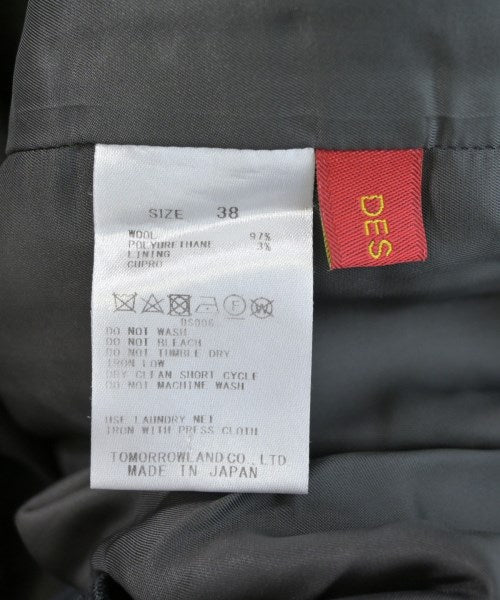 SIZE 38
WOOL 97%
POLYURETHANE 3%
LINING
CUPRO
DS006
DO NOT WASH
DO NOT BLEACH
DO NOT TUMBLE DRY
IRON LOW
DRY CLEAN SHORT CYCLE
DO NOT MACHINE WASH
USE LAUNDRY NET
IRON WITH PRESS CLOTH
TOMORROWLAND CO., LTD
MADE IN JAPAN
DES